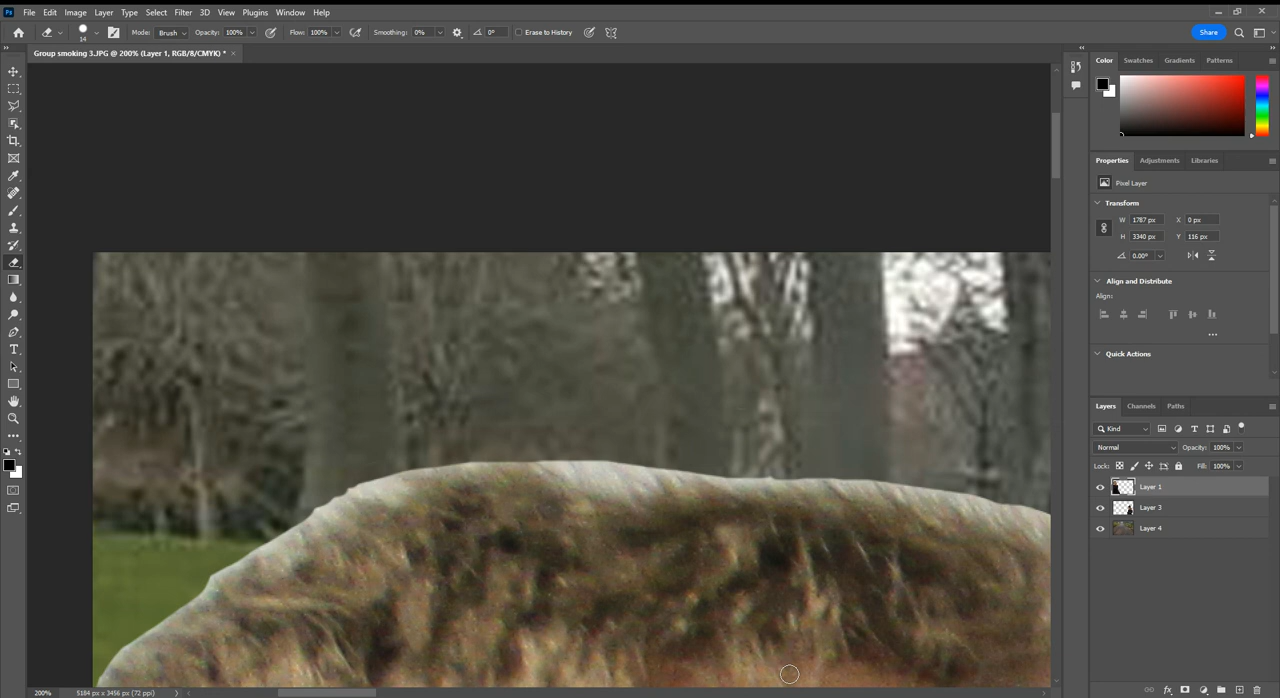 Ps File Edit Image Layer Type Select Filter 3D View Plugins Window Help
14 Mode: Brush Opacity: 100% Flow: 100% Smoothing: 0% 0° Erase to History Share
Group smoking 3.JPG @ 200% (Layer 1, RGB/8/CMYK) * ×
Color Swatches Gradients Patterns
Properties Adjustments Libraries
Pixel Layer
Transform
W 1787 px X 0 px
H 3340 px Y 116 px
0.00°
Align and Distribute
Align:
Quick Actions
Layers Channels Paths
Kind
Normal Opacity: 100%
Lock: Fill: 100%
Layer 1
Layer 3
Layer 4
fx
200% 5184 px x 3456 px (72 ppi)